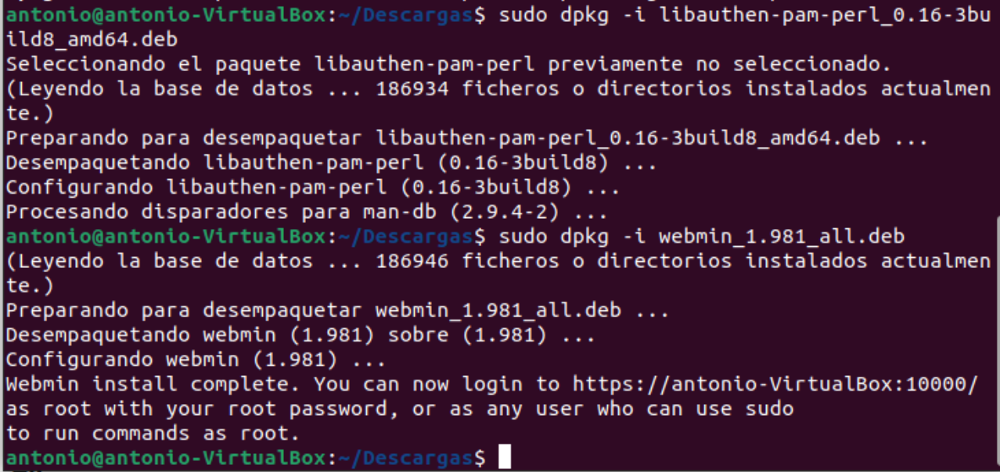 antonio@antonio-VirtualBox:~/Descargas$ sudo dpkg -i libauthen-pam-perl_0.16-3bu
ild8_amd64.deb
Seleccionando el paquete libauthen-pam-perl previamente no seleccionado.
(Leyendo la base de datos ... 186934 ficheros o directorios instalados actualmen
te.)
Preparando para desempaquetar libauthen-pam-perl_0.16-3build8_amd64.deb ...
Desempaquetando libauthen-pam-perl (0.16-3build8) ...
Configurando libauthen-pam-perl (0.16-3build8) ...
Procesando disparadores para man-db (2.9.4-2) ...
antonio@antonio-VirtualBox:~/Descargas$ sudo dpkg -i webmin_1.981_all.deb
(Leyendo la base de datos ... 186946 ficheros o directorios instalados actualmen
te.)
Preparando para desempaquetar webmin_1.981_all.deb ...
Desempaquetando webmin (1.981) sobre (1.981) ...
Configurando webmin (1.981) ...
Webmin install complete. You can now login to https://antonio-VirtualBox:10000/
as root with your root password, or as any user who can use sudo
to run commands as root.
antonio@antonio-VirtualBox:~/Descargas$